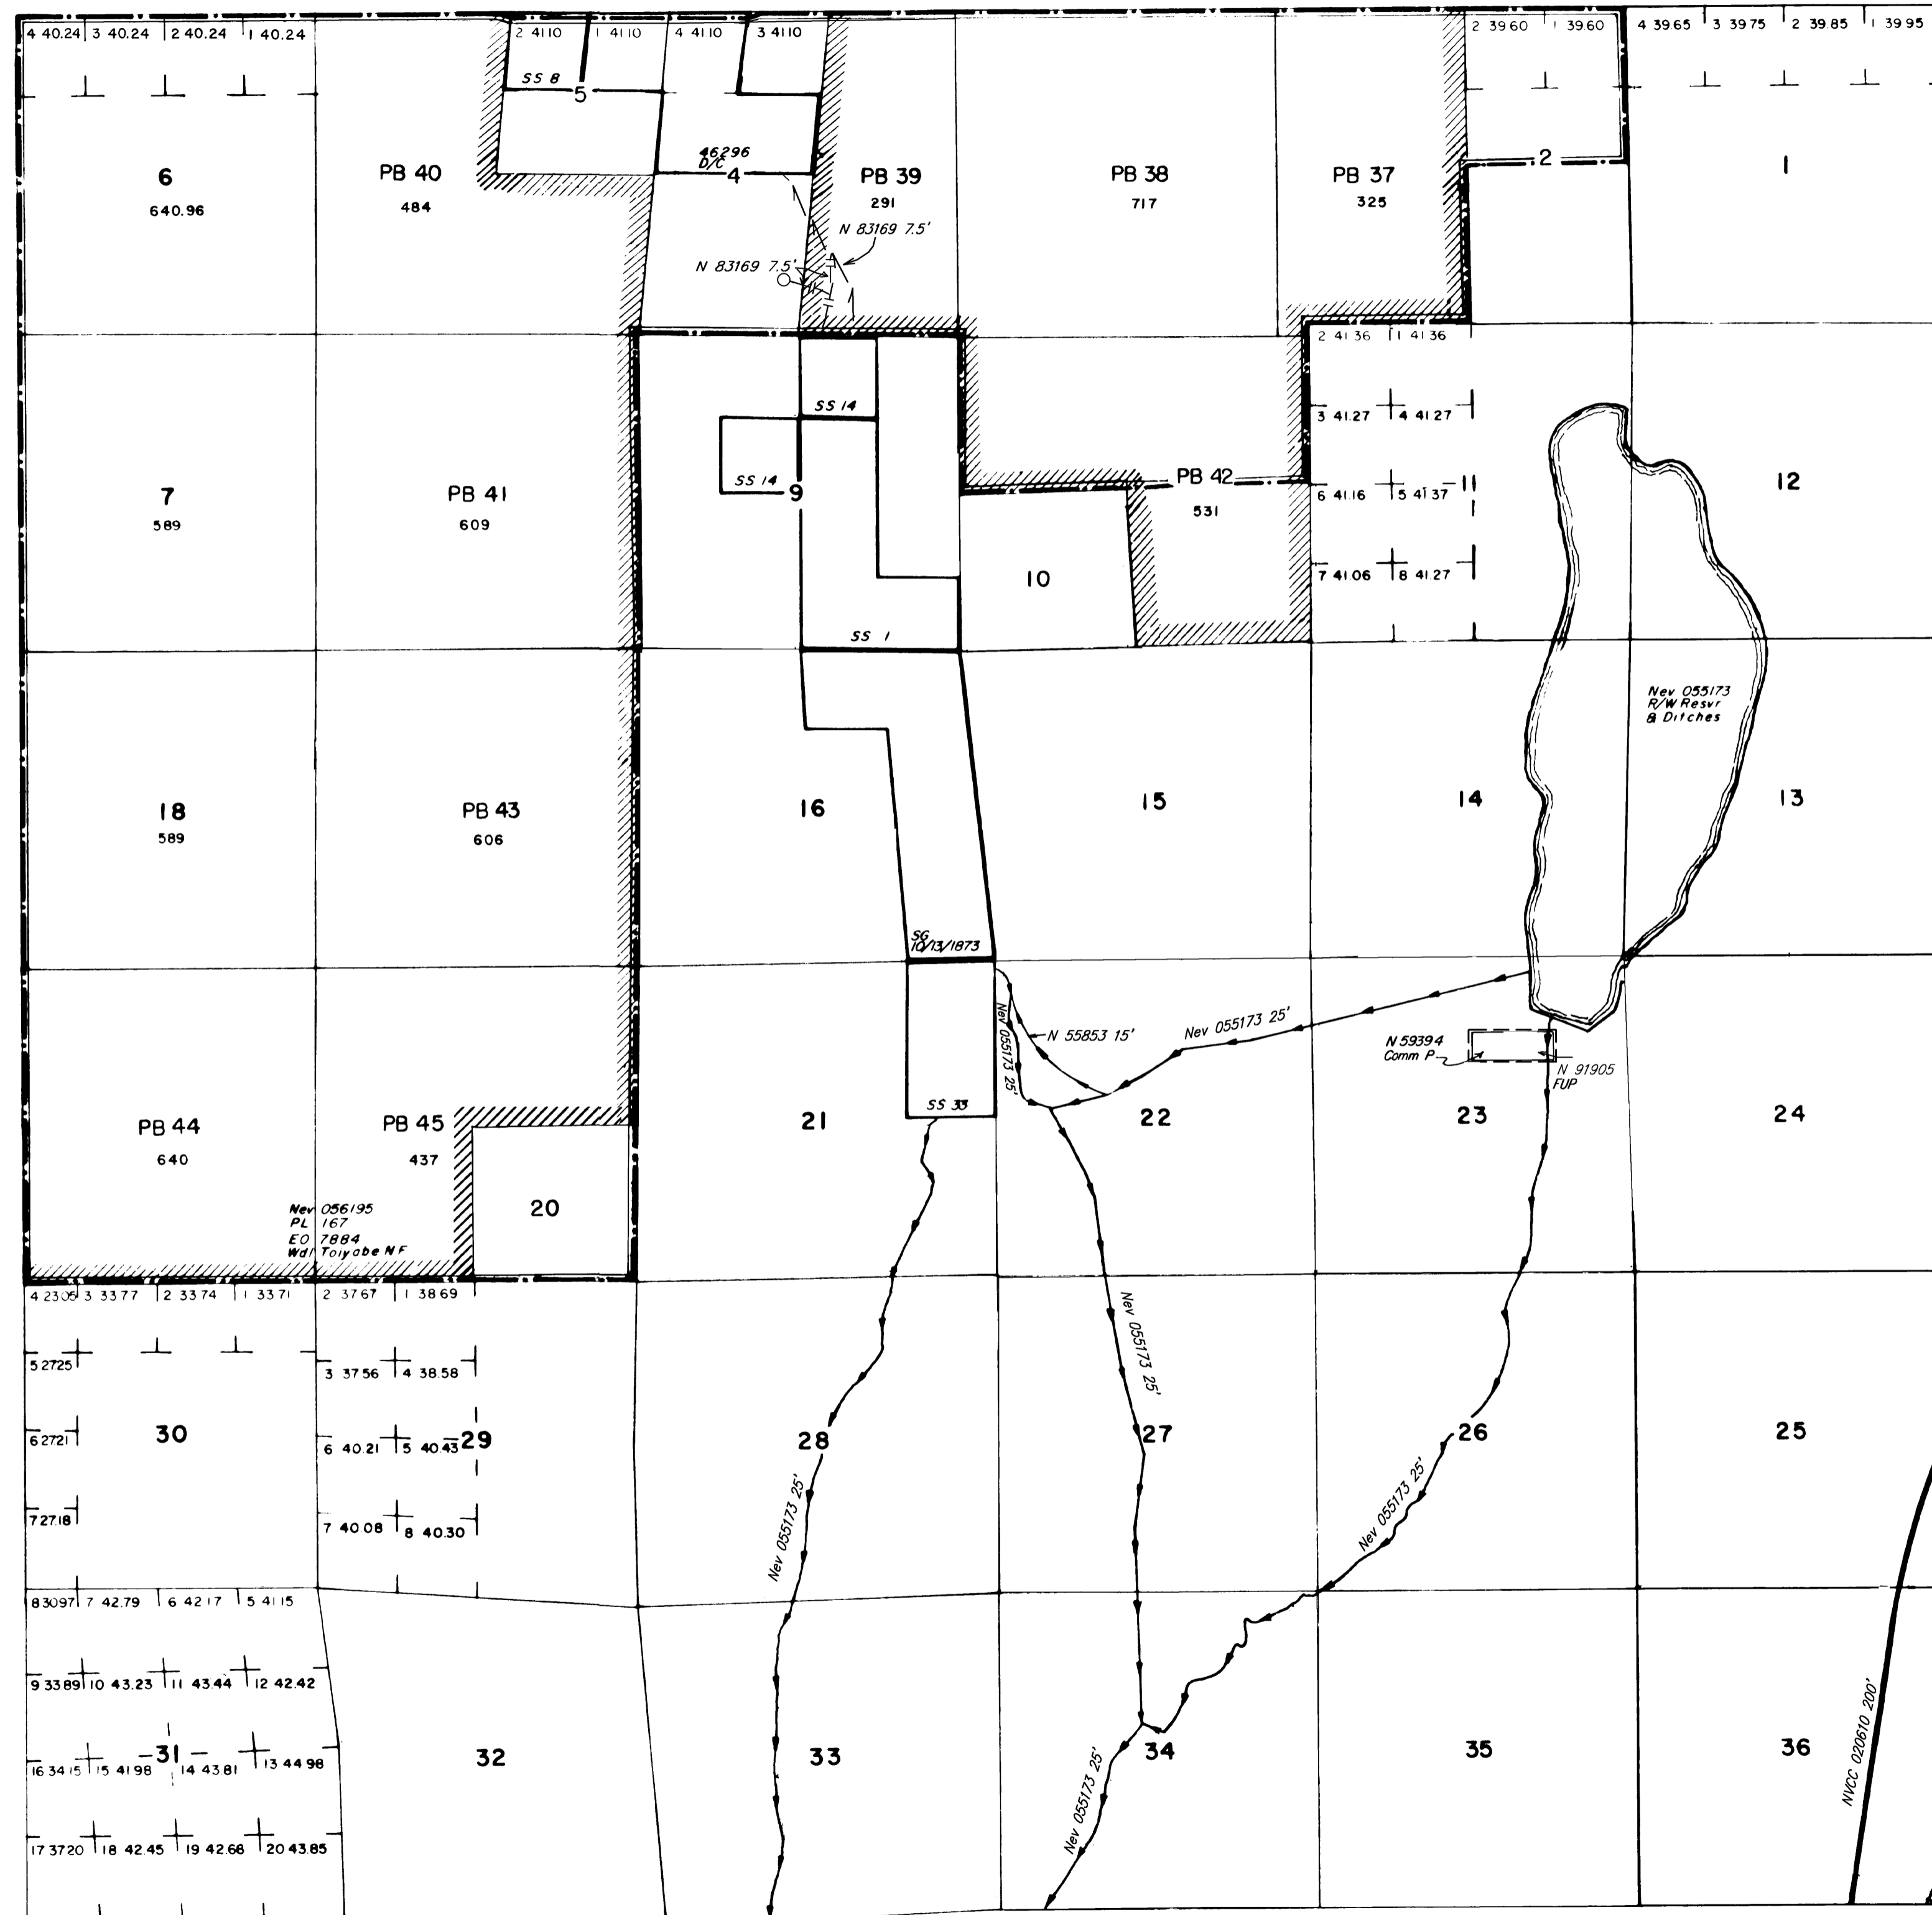 4 40.24 3 40.24 2 40.24 1 40.24
2 41.10 1 41.10 4 41.10 3 41.10
2 39.60 1 39.60 4 39.65 3 39.75 2 39.85 1 39.95
SS 8
5
46296
D/C
4
2
1
6
640.96
PB 40
484
PB 39
291
PB 38
717
PB 37
325
N 83169 7.5'
N 83169 7.5'
2 41.36 1 41.36
SS 14
3 41.27 4 41.27
SS 14
9
7
589
PB 41
609
PB 42
531
6 41.16 5 41.37
11
12
10
7 41.06 8 41.27
SS 1
Nev 055173
R/W Resvr
& Ditches
18
589
PB 43
606
16
15
14
13
SG
10/13/1873
Nev 055173 25'
N 55853 15'
Nev 055173 25'
N 59394
Comm P
N 91905
FUP
SS 33
PB 44
640
PB 45
437
21
22
23
24
20
Nev 056195
PL 167
EO 7884
Wdl Toiyabe NF
4 23.05 3 33.77 2 33.74 1 33.71 2 37.67 1 38.69
5 27.25
3 37.56 4 38.58
Nev 055173 25'
6 27.21
30
6 40.21 5 40.43
29
28
27
26
25
7 27.18
7 40.08 8 40.30
Nev 055173 25'
Nev 055173 25'
8 30.97 7 42.79 6 42.17 5 41.15
9 33.89 10 43.23 11 43.44 12 42.42
31
32
33
34
35
36
16 34.15 15 41.98 14 43.81 13 44.98
Nev 055173 25'
NVCC 020610 200'
17 37.20 18 42.45 19 42.66 20 43.85